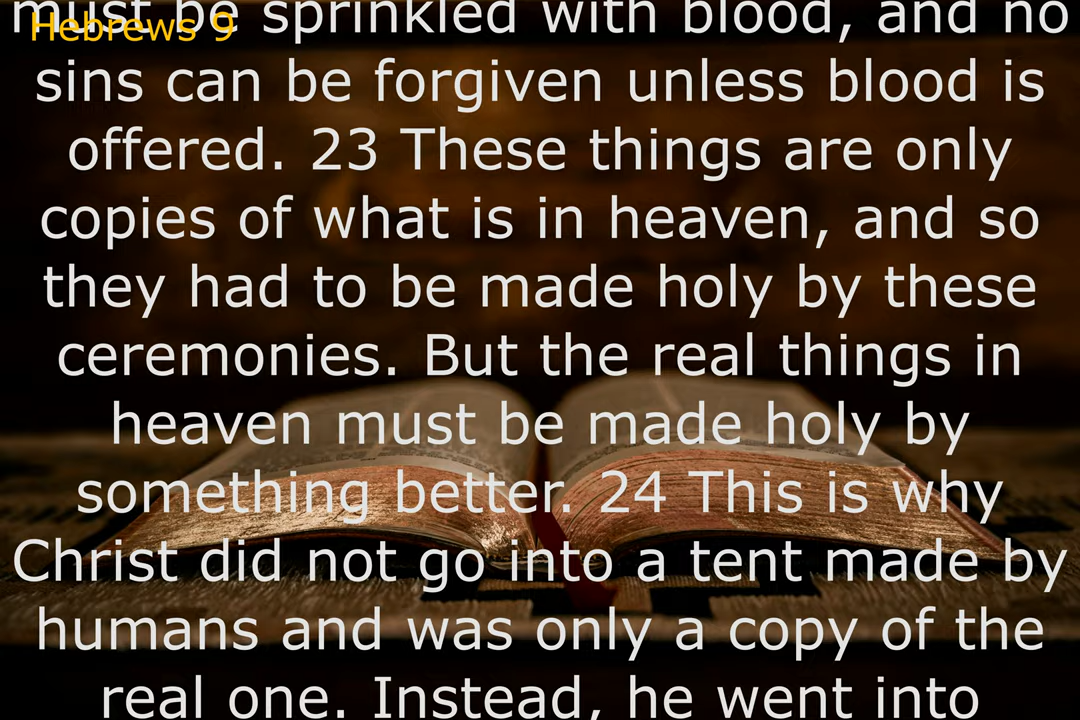 must be sprinkled with blood, and no
Hebrews 9
sins can be forgiven unless blood is
offered. 23 These things are only
copies of what is in heaven, and so
they had to be made holy by these
ceremonies. But the real things in
heaven must be made holy by
something better. 24 This is why
Christ did not go into a tent made by
humans and was only a copy of the
real one. Instead, he went into